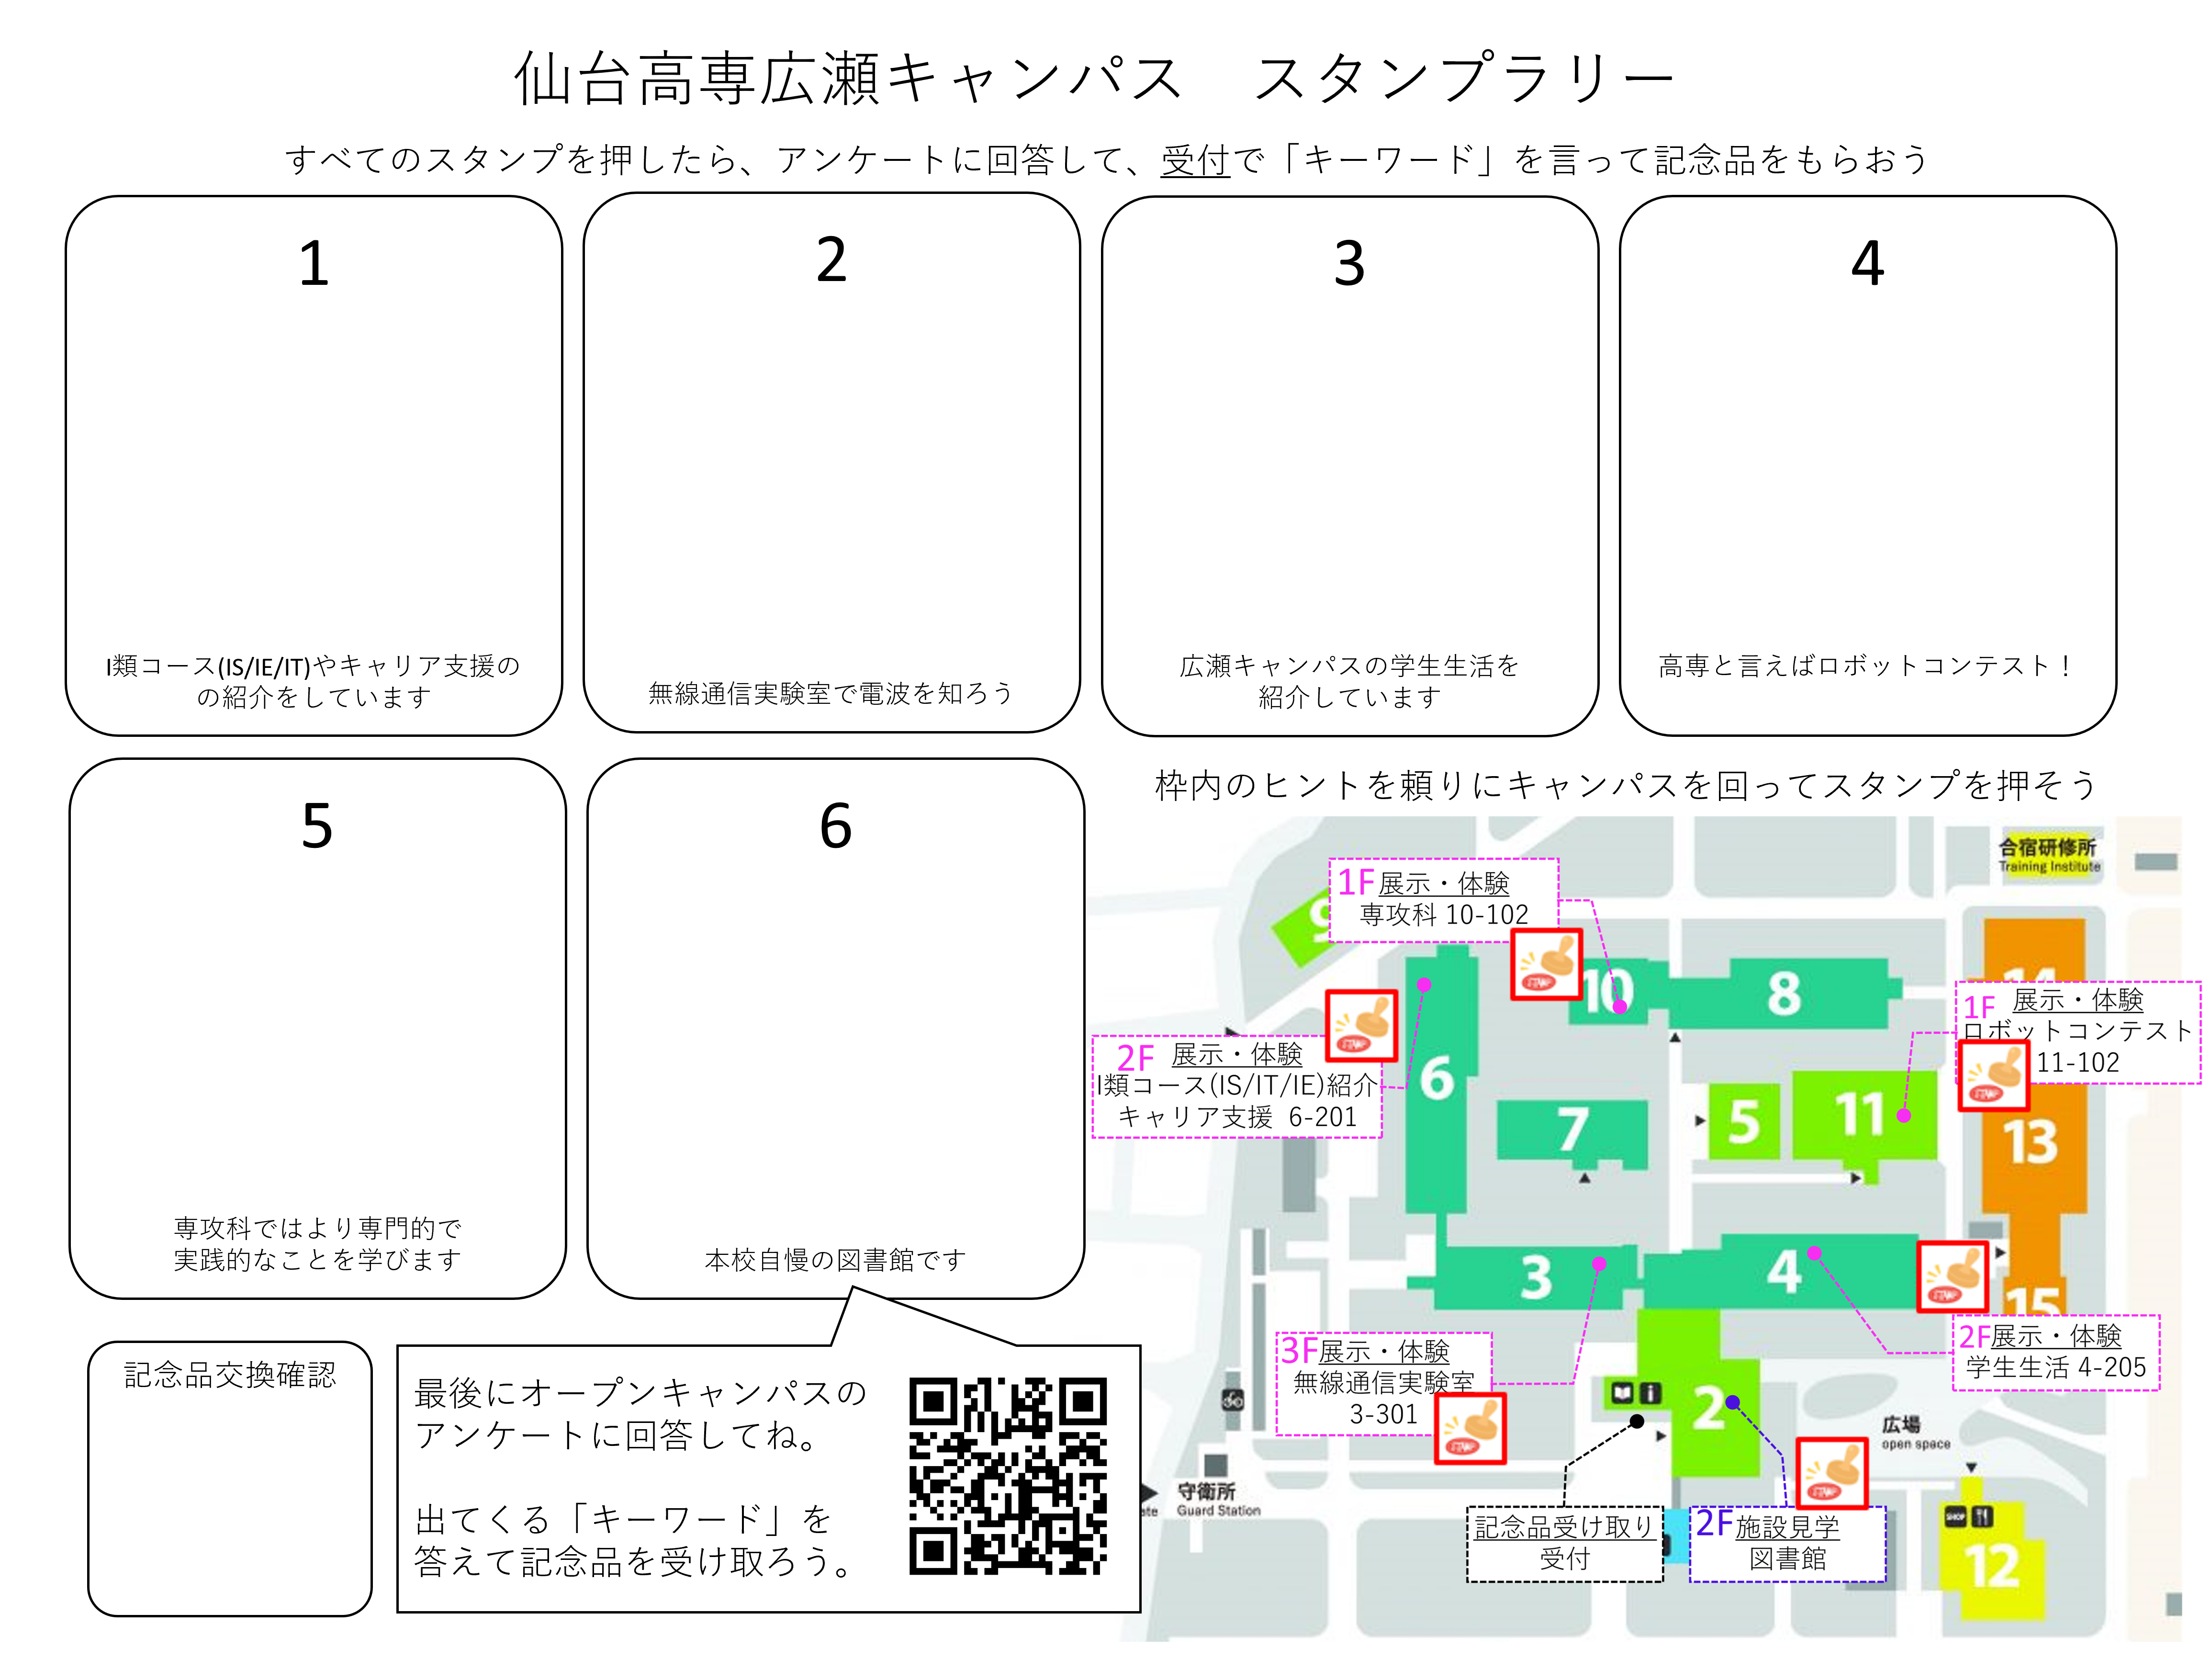 仙台高専広瀬キャンパス　スタンプラリー
すべてのスタンプを押したら、アンケートに回答して、受付で「キーワード」を言って記念品をもらおう
1
I類コース(IS/IE/IT)やキャリア支援の
の紹介をしています
2
無線通信実験室で電波を知ろう
3
広瀬キャンパスの学生生活を
紹介しています
4
高専と言えばロボットコンテスト！
5
専攻科ではより専門的で
実践的なことを学びます
6
本校自慢の図書館です
記念品交換確認
最後にオープンキャンパスの
アンケートに回答してね。
出てくる「キーワード」を
答えて記念品を受け取ろう。
枠内のヒントを頼りにキャンパスを回ってスタンプを押そう
合宿研修所
Training Institute
1F展示・体験
専攻科 10-102
9
10
8
14
1F 展示・体験
ロボットコンテスト
11-102
2F 展示・体験
I類コース(IS/IT/IE)紹介
キャリア支援 6-201
6
7
5
11
13
3
4
15
3F展示・体験
無線通信実験室
3-301
2F展示・体験
学生生活 4-205
2
広場
open space
守衛所
Guard Station
記念品受け取り
受付
2F施設見学
図書館
SHOP
12